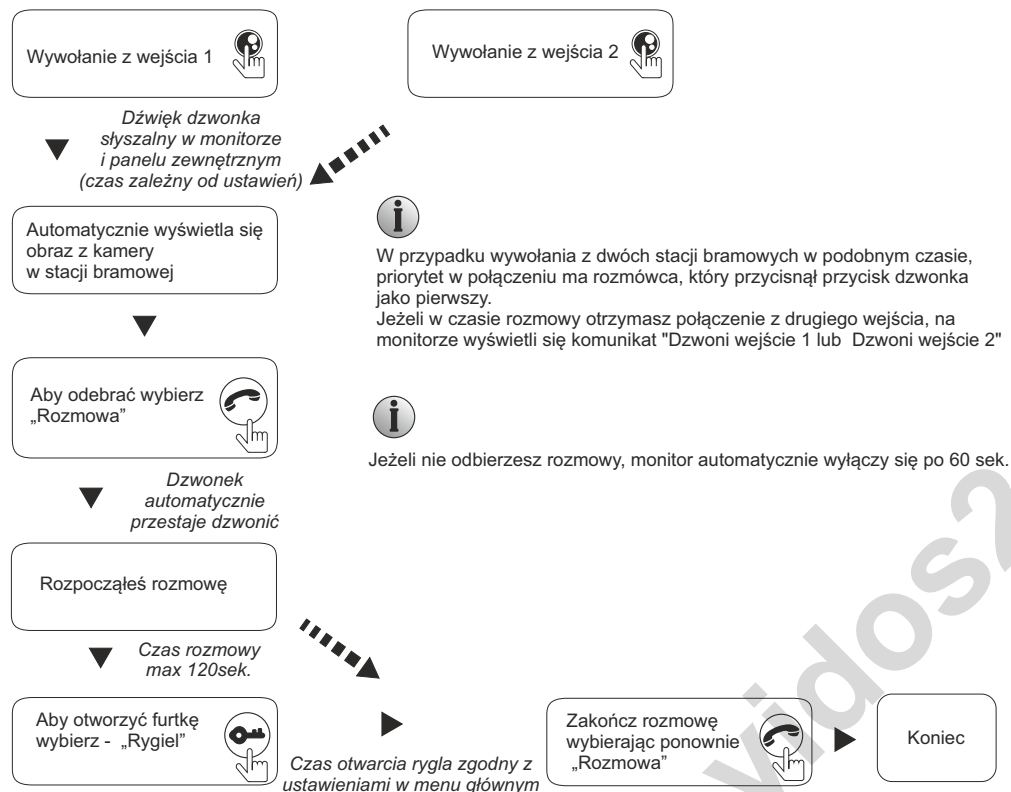 Wywołanie z wejścia 1
Wywołanie z wejścia 2
Dźwięk dzwonka
słyszalny w monitorze
i panelu zewnętrznym
(czas zależny od ustawień)
Automatycznie wyświetla się
obraz z kamery
w stacji bramowej
i
W przypadku wywołania z dwóch stacji bramowych w podobnym czasie,
priorytet w połączeniu ma rozmówca, który przycisnął przycisk dzwonka
jako pierwszy.
Jeżeli w czasie rozmowy otrzymasz połączenie z drugiego wejścia, na
monitorze wyświetli się komunikat "Dzwoni wejście 1 lub Dzwoni wejście 2"
Aby odebrać wybierz
„Rozmowa”
i
Jeżeli nie odbierzesz rozmowy, monitor automatycznie wyłączy się po 60 sek.
Dzwonek
automatycznie
przestaje dzwonić
Rozpocząłeś rozmowę
Czas rozmowy
max 120sek.
Aby otworzyć furtkę
wybierz - „Rygiel”
Czas otwarcia rygla zgodny z
ustawieniami w menu głównym
Zakończ rozmowę
wybierając ponownie
„Rozmowa”
Koniec
vidos2